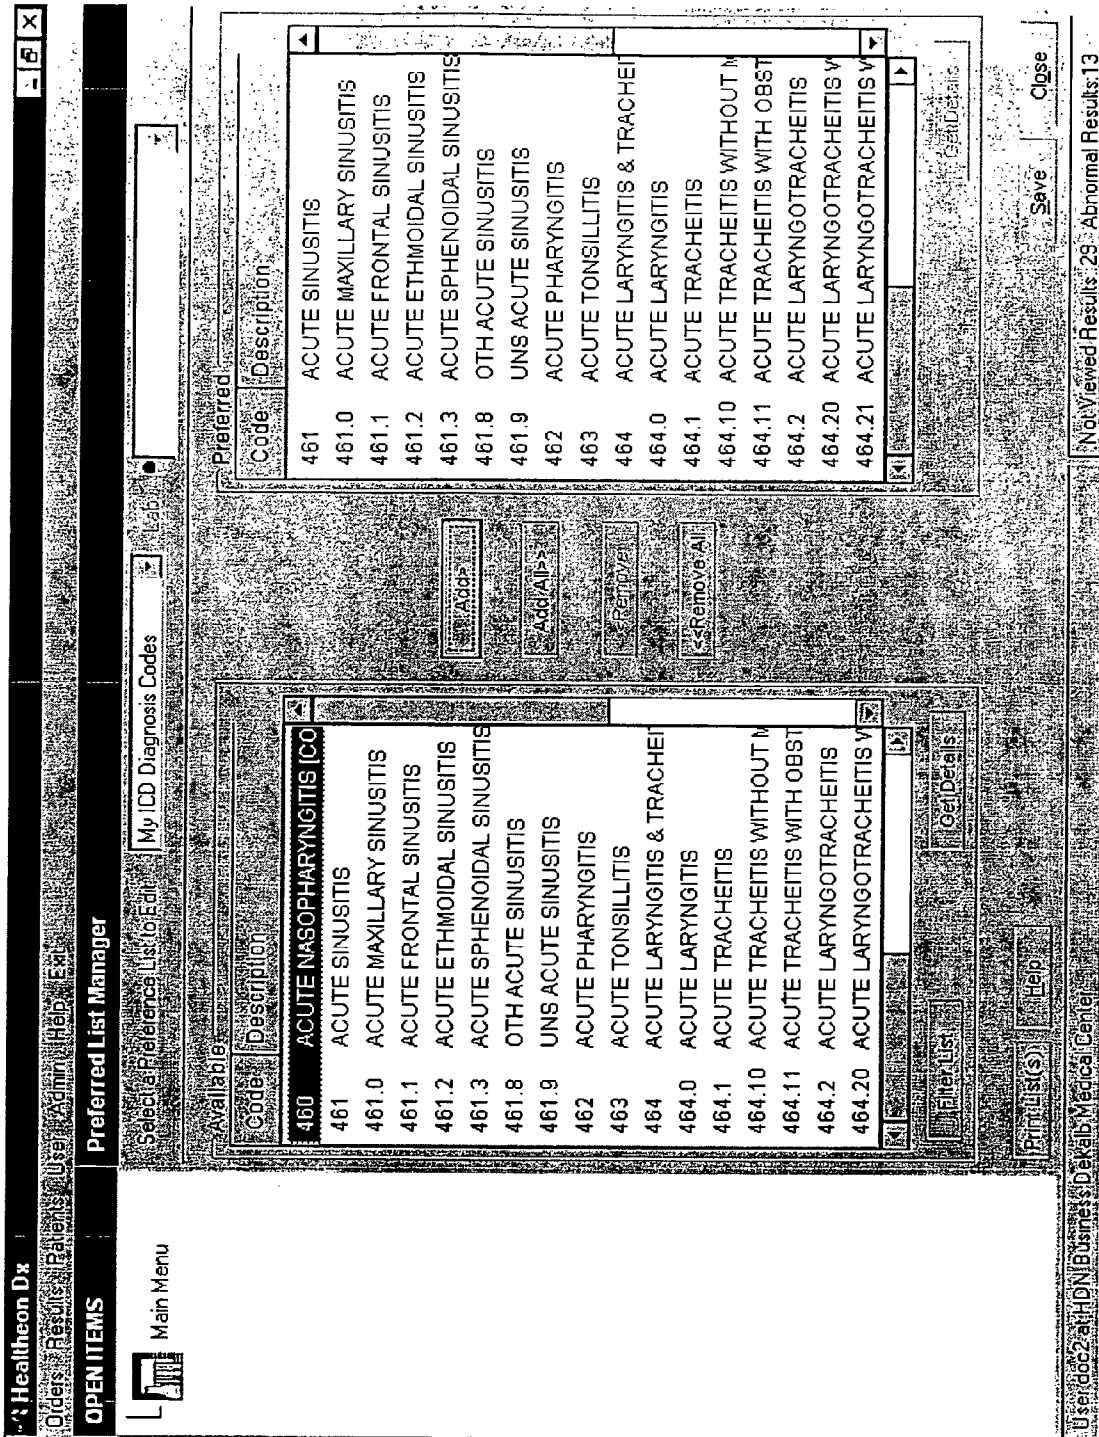 Healtheon Dx
Orders Results Patients User Admin Help Exit
OPEN ITEMS
Preferred List Manager
Main Menu
Select a Preference List to Edit: My ICD Diagnosis Codes Lab:
Available
Code Description
460 ACUTE NASOPHARYNGITIS [CO
461 ACUTE SINUSITIS
461.0 ACUTE MAXILLARY SINUSITIS
461.1 ACUTE FRONTAL SINUSITIS
461.2 ACUTE ETHMOIDAL SINUSITIS
461.3 ACUTE SPHENOIDAL SINUSITIS
461.8 OTH ACUTE SINUSITIS
461.9 UNS ACUTE SINUSITIS
462 ACUTE PHARYNGITIS
463 ACUTE TONSILLITIS
464 ACUTE LARYNGITIS & TRACHEIT
464.0 ACUTE LARYNGITIS
464.1 ACUTE TRACHEITIS
464.10 ACUTE TRACHEITIS WITHOUT M
464.11 ACUTE TRACHEITIS WITH OBST
464.2 ACUTE LARYNGOTRACHEITIS
464.20 ACUTE LARYNGOTRACHEITIS V
Filter List
Get Details
Add>
Add All>>
<Remove
<<Remove All
Preferred
Code Description
461 ACUTE SINUSITIS
461.0 ACUTE MAXILLARY SINUSITIS
461.1 ACUTE FRONTAL SINUSITIS
461.2 ACUTE ETHMOIDAL SINUSITIS
461.3 ACUTE SPHENOIDAL SINUSITIS
461.8 OTH ACUTE SINUSITIS
461.9 UNS ACUTE SINUSITIS
462 ACUTE PHARYNGITIS
463 ACUTE TONSILLITIS
464 ACUTE LARYNGITIS & TRACHEIT
464.0 ACUTE LARYNGITIS
464.1 ACUTE TRACHEITIS
464.10 ACUTE TRACHEITIS WITHOUT M
464.11 ACUTE TRACHEITIS WITH OBST
464.2 ACUTE LARYNGOTRACHEITIS
464.20 ACUTE LARYNGOTRACHEITIS V
464.21 ACUTE LARYNGOTRACHEITIS V
Get Details
Print List(s)
Help
Save
Close
User doc2 at HDN Business Dekalb Medical Center
Not Viewed Results: 29 Abnormal Results:13